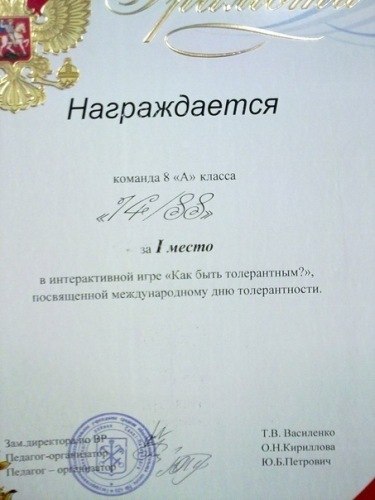 Грамота
Награждается
команда 8 «А» класса
«14/88»
за I место
в интерактивной игре «Как быть толерантным?»,
посвященной международному дню толерантности.
Зам.директора по ВР
Педагог-организатор
Педагог – организатор
Т.В. Василенко
О.Н.Кириллова
Ю.Б.Петрович